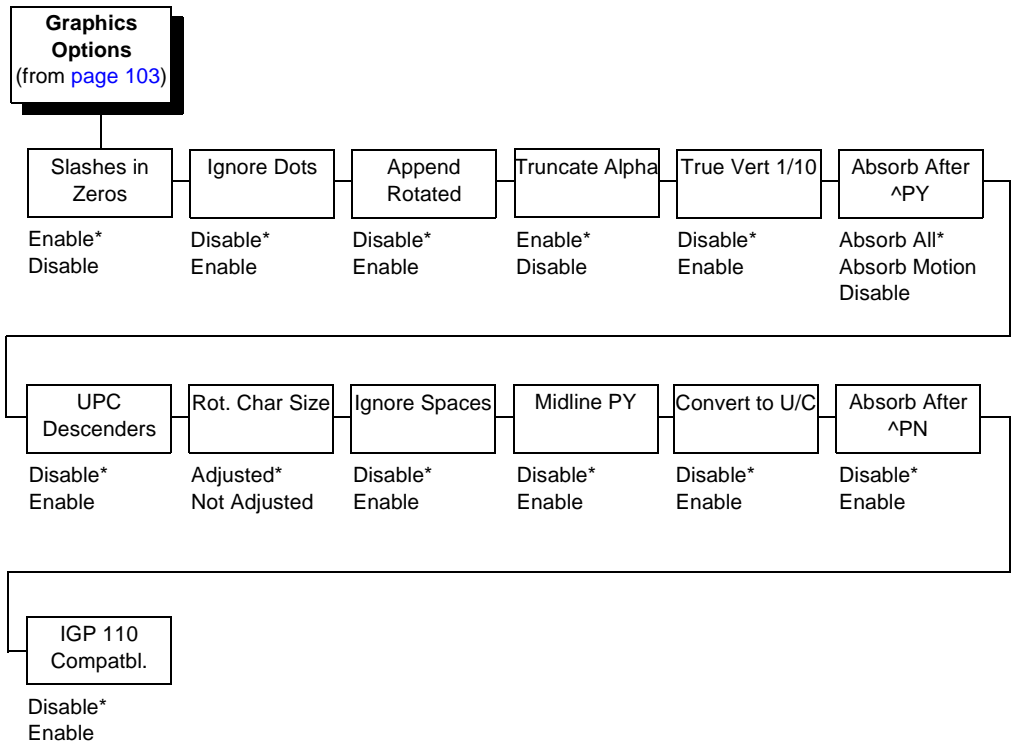 Graphics
Options
(from page 103)
Slashes in
Zeros
Enable*
Disable
Ignore Dots
Disable*
Enable
Append
Rotated
Disable*
Enable
Truncate Alpha
Enable*
Disable
True Vert 1/10
Disable*
Enable
Absorb After
^PY
Absorb All*
Absorb Motion
Disable
UPC
Descenders
Disable*
Enable
Rot. Char Size
Adjusted*
Not Adjusted
Ignore Spaces
Disable*
Enable
Midline PY
Disable*
Enable
Convert to U/C
Disable*
Enable
Absorb After
^PN
Disable*
Enable
IGP 110
Compatbl.
Disable*
Enable